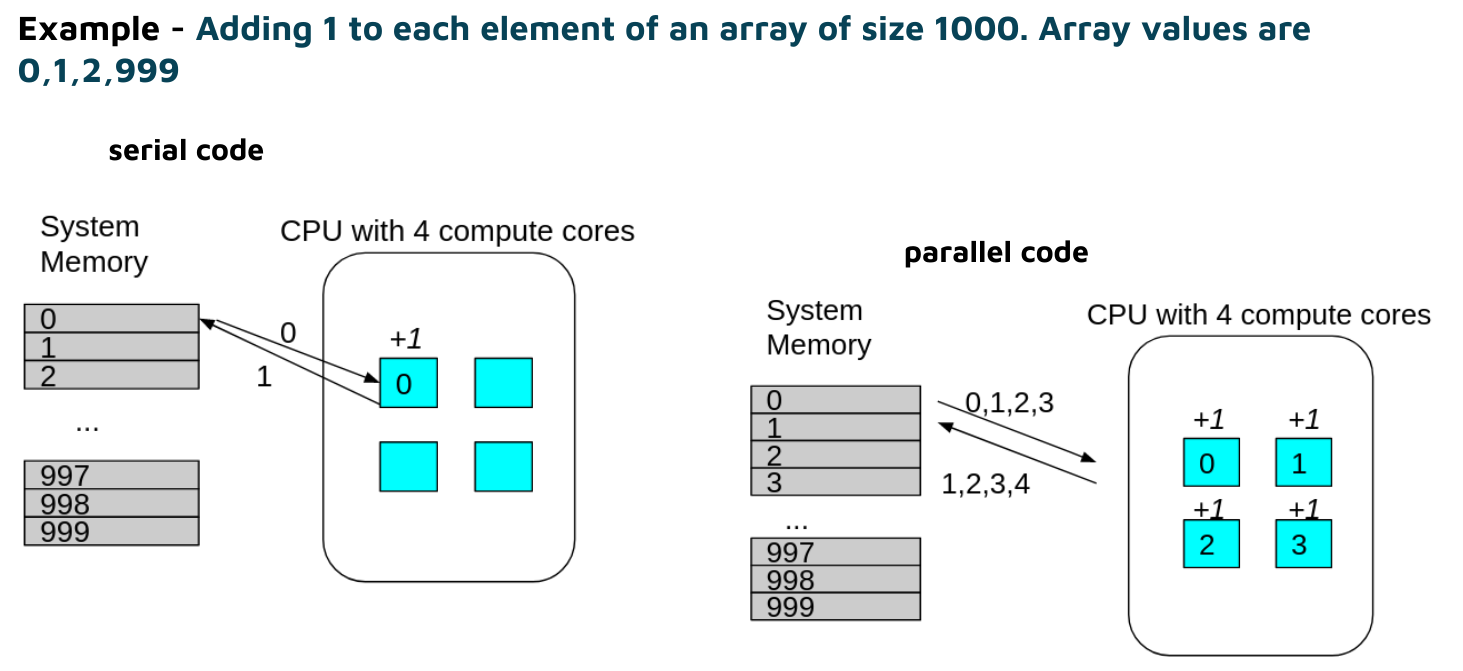 Example - Adding 1 to each element of an array of size 1000. Array values are
0,1,2,999
serial code
System
Memory
CPU with 4 compute cores
0
1
2
...
997
998
999
0
1
+1
0
parallel code
System
Memory
CPU with 4 compute cores
0
1
2
3
...
997
998
999
0,1,2,3
1,2,3,4
+1 +1
0 1
+1 +1
2 3